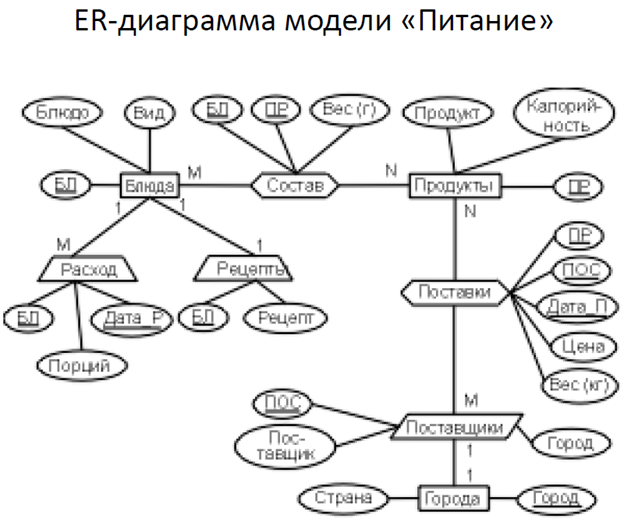 ER-диаграмма модели «Питание»
Блюдо
Вид
БЛ
ПР
Вес (г)
Продукт
Калорий-
ность
БЛ
Блюда
M
Состав
N
Продукты
ПР
1
1
N
M
1
Расход
Рецепты
ПР
ПОС
Поставки
БЛ
Дата_Р
БЛ
Рецепт
Дата_П
Цена
Порций
Вес (кг)
ПОС
M
Пос-
тавщик
Поставщики
Город
1
1
Страна
Города
Город